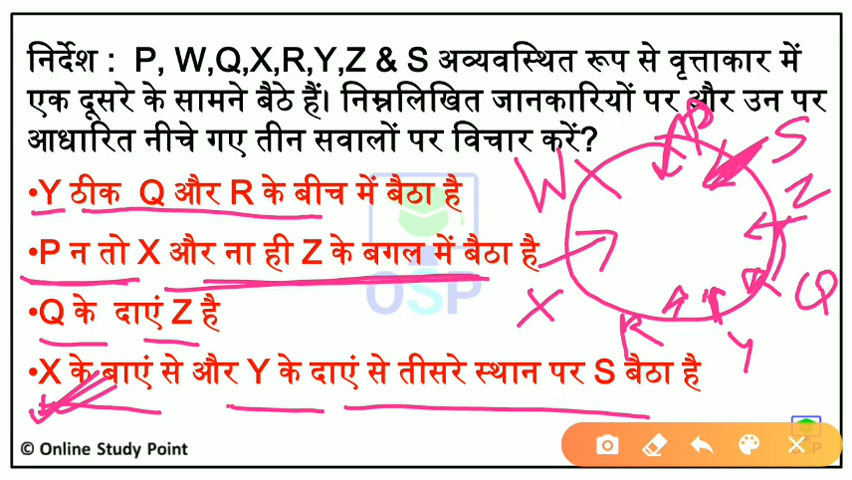 निर्देश : P, W,Q,X,R,Y,Z & S अव्यवस्थित रूप से वृत्ताकार में
एक दूसरे के सामने बैठे हैं। निम्नलिखित जानकारियों पर और उन पर
आधारित नीचे गए तीन सवालों पर विचार करें?
•Y ठीक Q और R के बीच में बैठा है
•P न तो X और ना ही Z के बगल में बैठा है
•Q के दाएं Z है
•X के बाएं से और Y के दाएं से तीसरे स्थान पर S बैठा है
OSP
P
S
W
Z
X
Q
R
Y
© Online Study Point